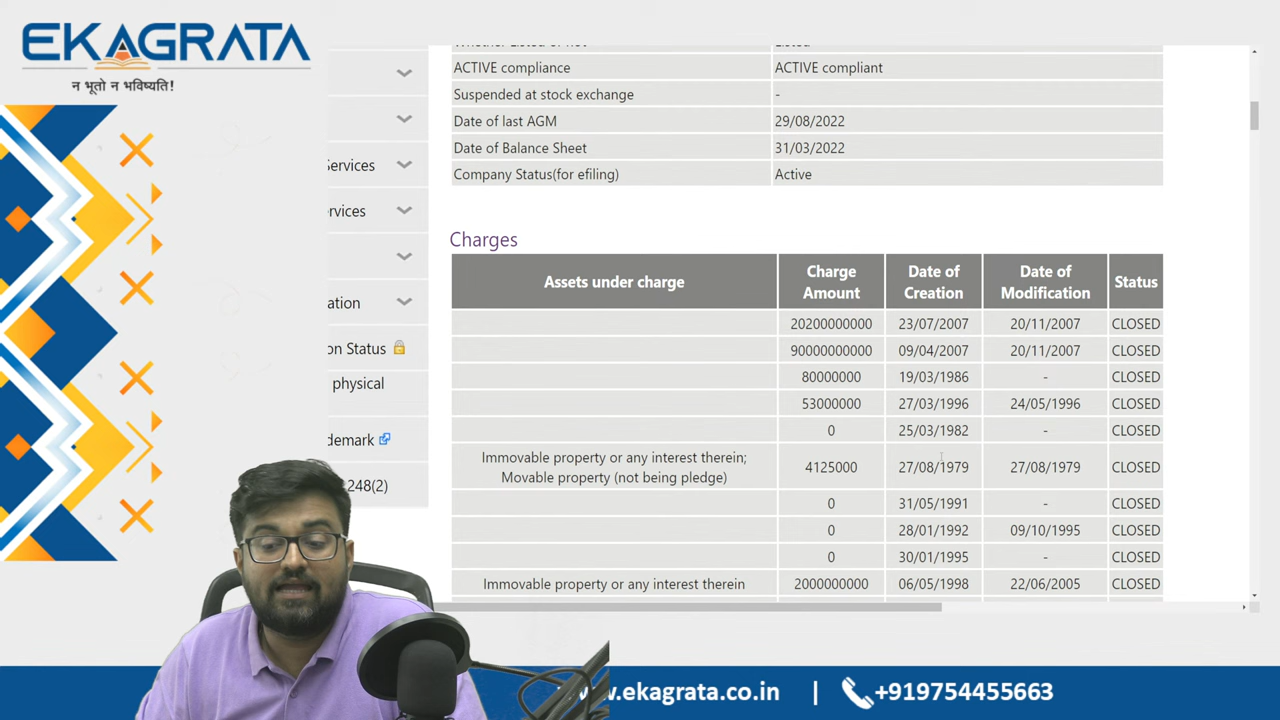 EKAGRATA
न भूतो न भविष्यति!
ACTIVE compliance ACTIVE compliant
Suspended at stock exchange -
Date of last AGM 29/08/2022
Date of Balance Sheet 31/03/2022
Company Status(for efiling) Active
Services
rvices
ation
on Status
physical
demark
248(2)
Charges
Assets under charge Charge Amount Date of Creation Date of Modification Status
20200000000 23/07/2007 20/11/2007 CLOSED
90000000000 09/04/2007 20/11/2007 CLOSED
80000000 19/03/1986 - CLOSED
53000000 27/03/1996 24/05/1996 CLOSED
0 25/03/1982 - CLOSED
Immovable property or any interest therein;
Movable property (not being pledge) 4125000 27/08/1979 27/08/1979 CLOSED
0 31/05/1991 - CLOSED
0 28/01/1992 09/10/1995 CLOSED
0 30/01/1995 - CLOSED
Immovable property or any interest therein 2000000000 06/05/1998 22/06/2005 CLOSED
www.ekagrata.co.in | +919754455663